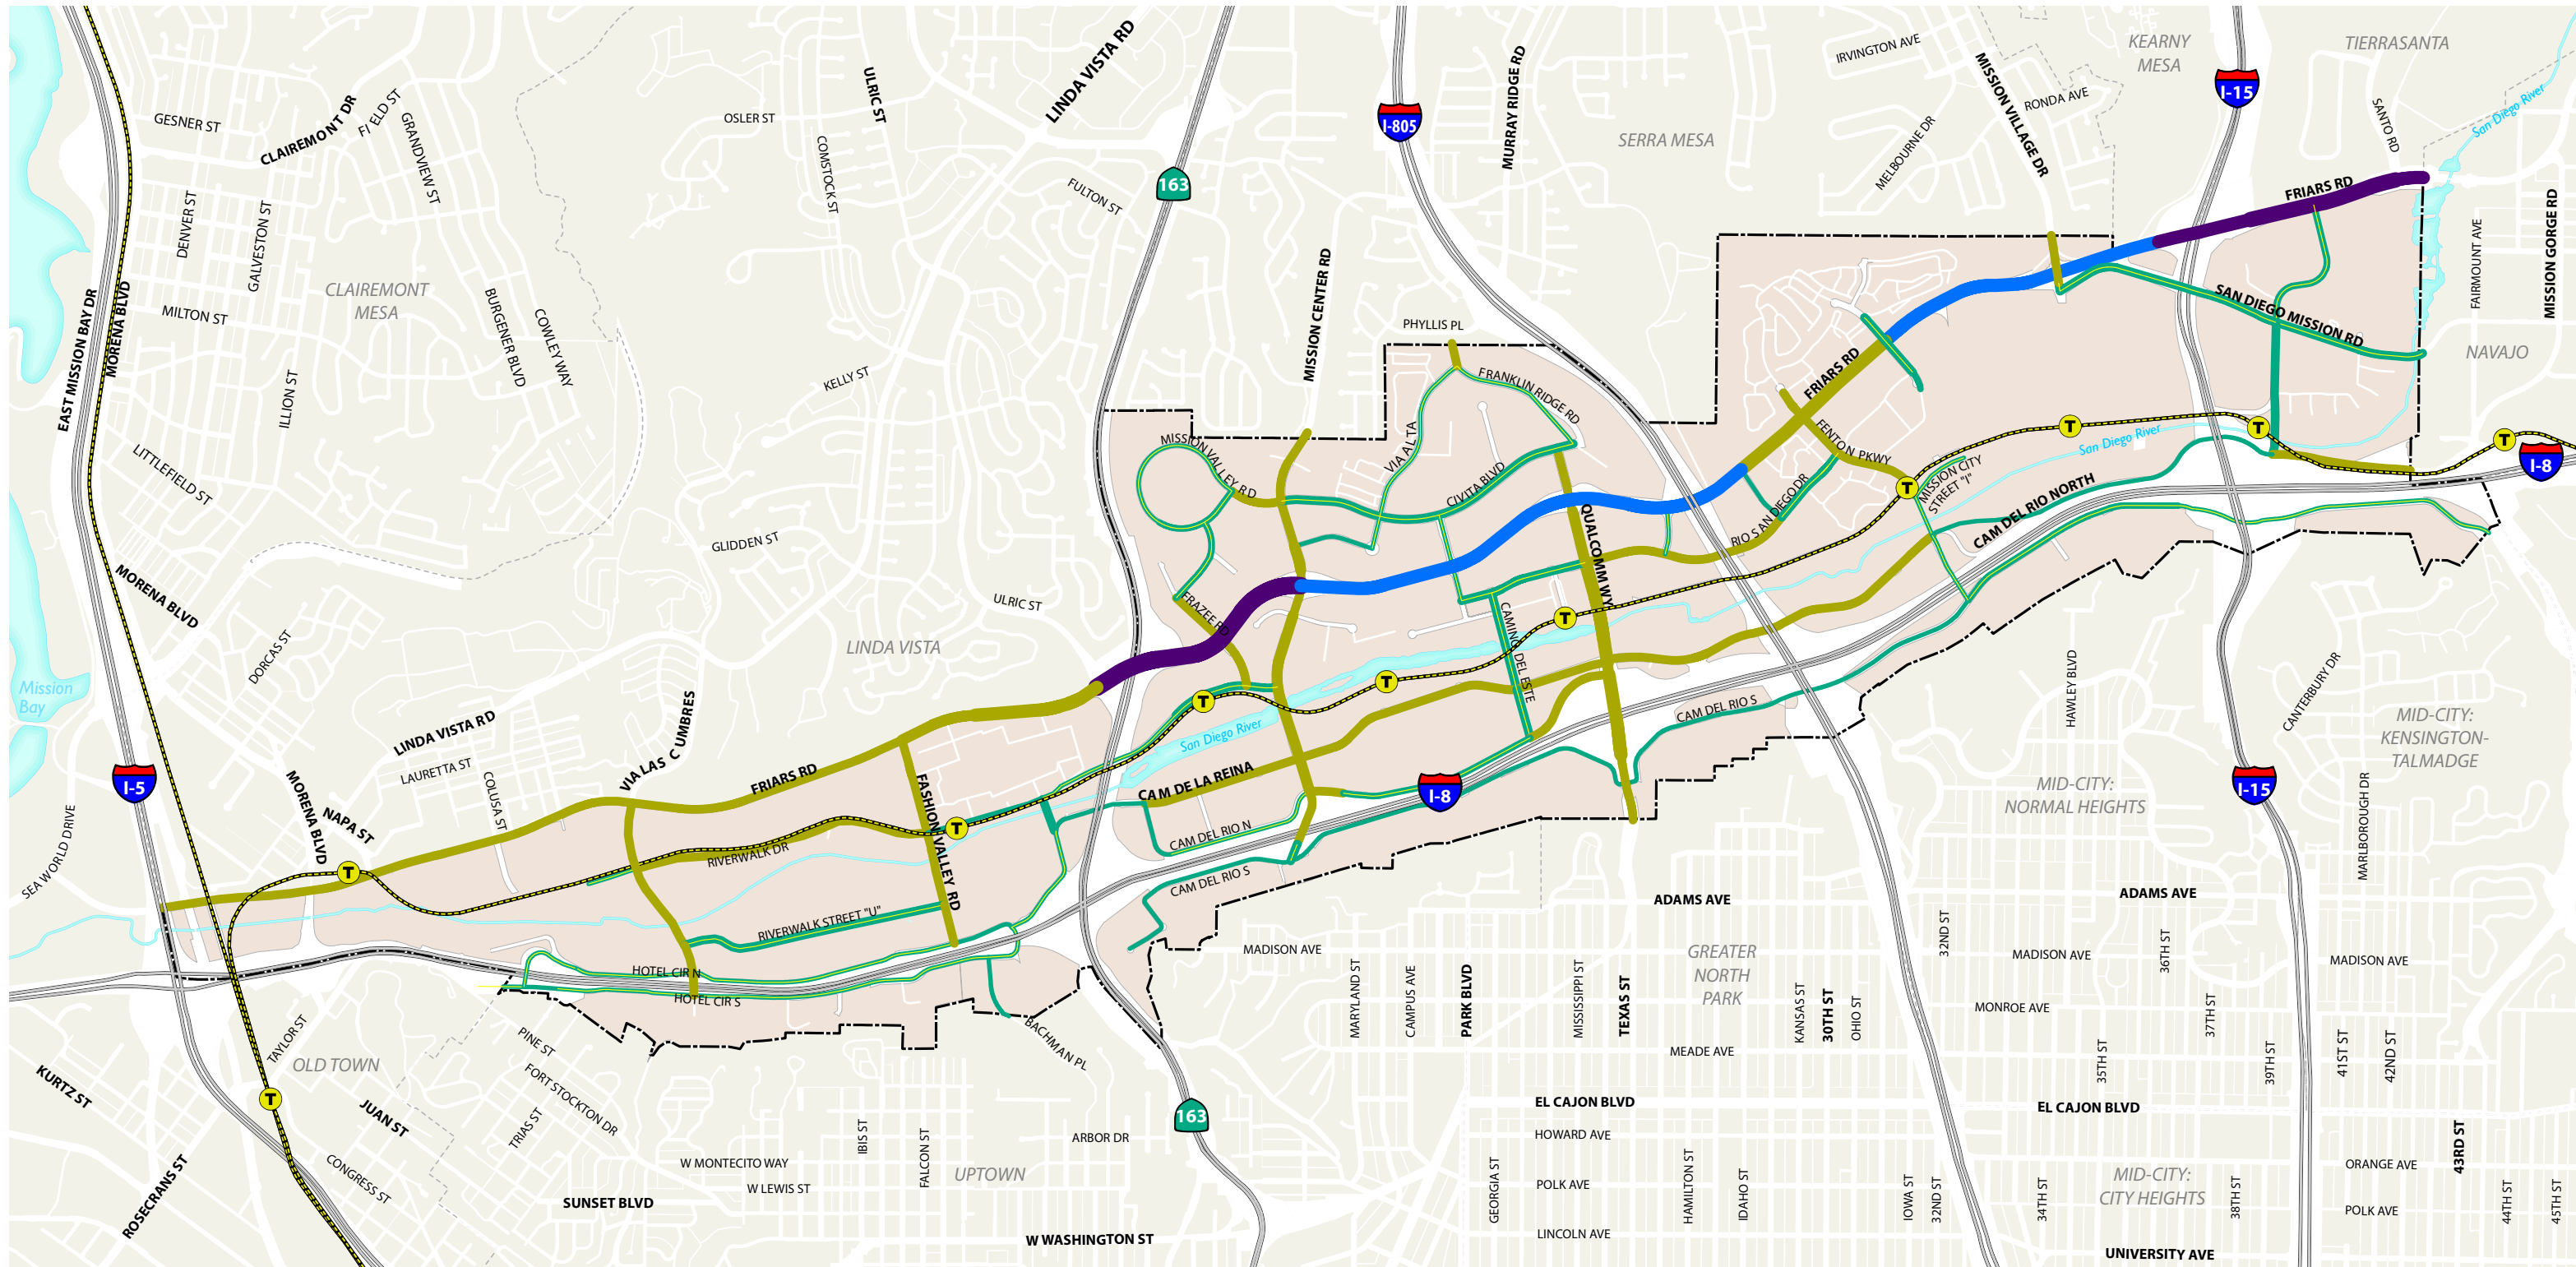 LINDA VISTA RD
ULRIC ST
MURRAY RIDGE RD
IRVINGTON AVE
MISSION VILLAGE DR
KEARNY
MESA
TIERRASANTA
I-15
San Diego River
GESNER ST
CLAIREMONT DR
FIELD ST
GRANDVIEW ST
OSLER ST
COMSTOCK ST
I-805
SERRA MESA
RONDA AVE
MELBOURNE DR
SANTO RD
163
FULTON ST
FRIARS RD
DENVER ST
GALVESTON ST
FAIRMOUNT AVE
MISSION GORGE RD
CLAIREMONT
MESA
EAST MISSION BAY DR
MORENA BLVD
MILTON ST
BURGENER BLVD
COWLEY WAY
MISSION CENTER RD
PHYLLIS PL
SAN DIEGO MISSION RD
NAVAJO
ILLION ST
KELLY ST
FRANKLIN RIDGE RD
FRIARS RD
LITTLEFIELD ST
MISSION VALLEY RD
VIA ALTA
CIVITA BLVD
FENTON PKWY
San Diego River
I-8
T
T
T
T
MISSION CITY
STREET "I"
CAM DEL RIO NORTH
RIO SAN DIEGO DR
QUALCOMM WY
GLIDDEN ST
MORENA BLVD
ULRIC ST
FRAZEE RD
CAMINO DEL ESTE
T
LINDA VISTA
DORCAS ST
Mission
Bay
HAWLEY BLVD
CANTERBURY DR
T
T
San Diego River
CAM DEL RIO S
MID-CITY:
KENSINGTON-
TALMADGE
LINDA VISTA RD
VIA LAS CUMBRES
LAURETTA ST
COLUSA ST
FRIARS RD
FASHION VALLEY RD
CAM DE LA REINA
I-5
MORENA BLVD
NAPA ST
I-8
I-15
MID-CITY:
NORMAL HEIGHTS
MARLBOROUGH DR
SEA WORLD DRIVE
T
T
RIVERWALK DR
CAM DEL RIO N
CAM DEL RIO S
RIVERWALK STREET "U"
ADAMS AVE
ADAMS AVE
HOTEL CIR N
HOTEL CIR S
MADISON AVE
GREATER
NORTH
PARK
32ND ST
MADISON AVE
36TH ST
MADISON AVE
MARYLAND ST
CAMPUS AVE
PARK BLVD
MISSISSIPPI ST
TEXAS ST
KANSAS ST
30TH ST
OHIO ST
MONROE AVE
37TH ST
TAYLOR ST
PINE ST
BACHMAN PL
MEADE AVE
35TH ST
39TH ST
41ST ST
42ND ST
OLD TOWN
KURTZ ST
T
FORT STOCKTON DR
JUAN ST
TRIAS ST
IBIS ST
FALCON ST
ARBOR DR
163
EL CAJON BLVD
EL CAJON BLVD
HOWARD AVE
43RD ST
ROSECRANS ST
CONGRESS ST
W MONTECITO WAY
W LEWIS ST
UPTOWN
SUNSET BLVD
W WASHINGTON ST
GEORGIA ST
POLK AVE
HAMILTON ST
IDAHO ST
IOWA ST
32ND ST
34TH ST
MID-CITY:
CITY HEIGHTS
38TH ST
ORANGE AVE
POLK AVE
44TH ST
45TH ST
LINCOLN AVE
UNIVERSITY AVE